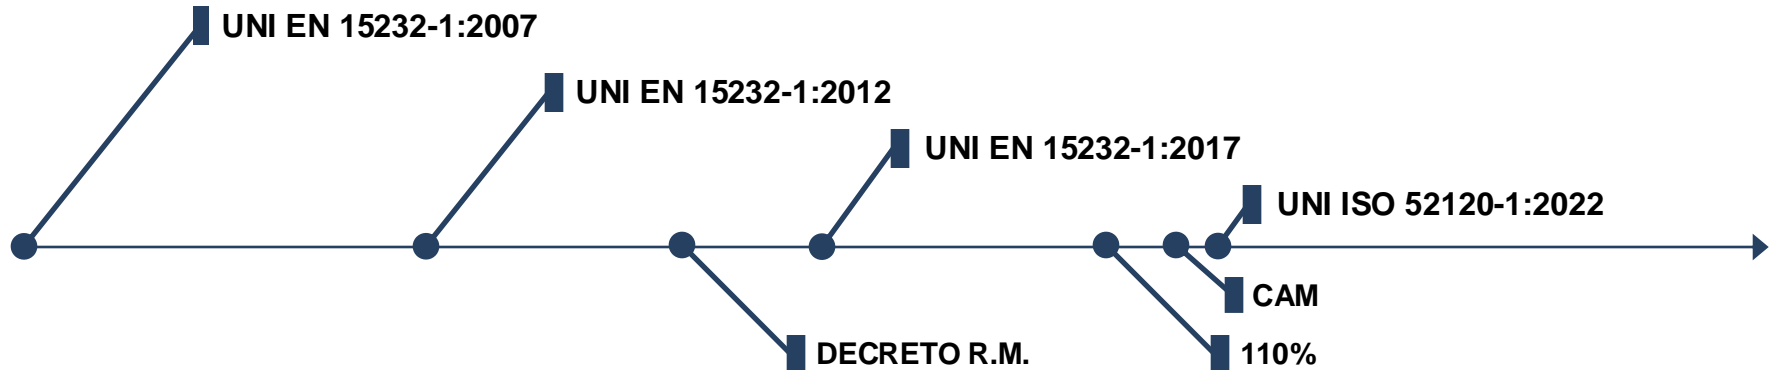 UNI EN 15232-1:2007
UNI EN 15232-1:2012
UNI EN 15232-1:2017
UNI ISO 52120-1:2022
CAM
DECRETO R.M.
110%